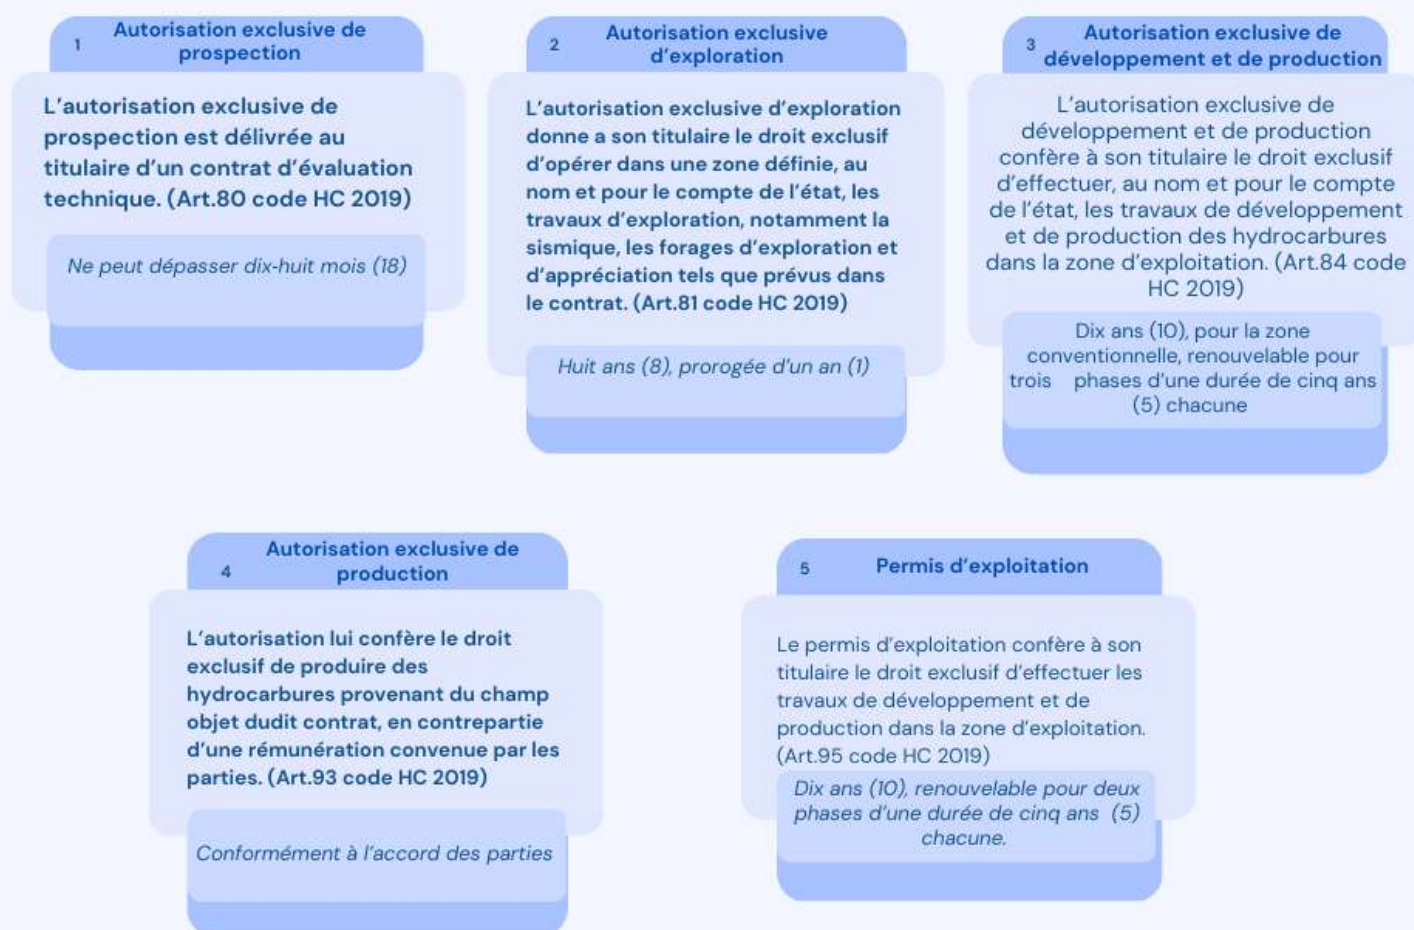 1
Autorisation exclusive de
prospection
L'autorisation exclusive de
prospection est délivrée au
titulaire d'un contrat d'évaluation
technique. (Art.80 code HC 2019)
Ne peut dépasser dix-huit mois (18)
2
Autorisation exclusive
d'exploration
L'autorisation exclusive d'exploration
donne a son titulaire le droit exclusif
d'opérer dans une zone définie, au
nom et pour le compte de l'état, les
travaux d'exploration, notamment la
sismique, les forages d'exploration et
d'appréciation tels que prévus dans
le contrat. (Art.81 code HC 2019)
Huit ans (8), prorogée d'un an (1)
3
Autorisation exclusive de
développement et de production
L'autorisation exclusive de
développement et de production
confère à son titulaire le droit exclusif
d'effectuer, au nom et pour le compte
de l'état, les travaux de développement
et de production des hydrocarbures
dans la zone d'exploitation. (Art.84 code
HC 2019)
Dix ans (10), pour la zone
conventionnelle, renouvelable pour
trois phases d'une durée de cinq ans
(5) chacune
4
Autorisation exclusive de
production
L'autorisation lui confère le droit
exclusif de produire des
hydrocarbures provenant du champ
objet dudit contrat, en contrepartie
d'une rémunération convenue par les
parties. (Art.93 code HC 2019)
Conformément à l'accord des parties
5
Permis d'exploitation
Le permis d'exploitation confère à son
titulaire le droit exclusif d'effectuer les
travaux de développement et de
production dans la zone d'exploitation.
(Art.95 code HC 2019)
Dix ans (10), renouvelable pour deux
phases d'une durée de cinq ans (5)
chacune.